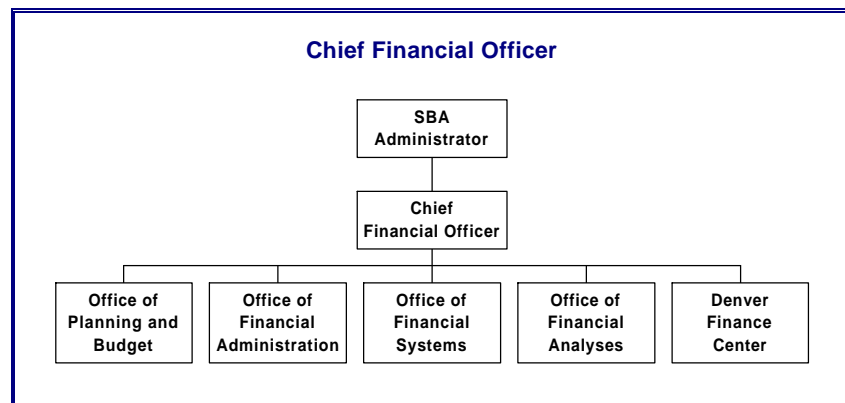 Chief Financial Officer
SBA
Administrator
Chief
Financial Officer
Office of
Planning and
Budget
Office of
Financial
Administration
Office of
Financial
Systems
Office of
Financial
Analyses
Denver
Finance
Center